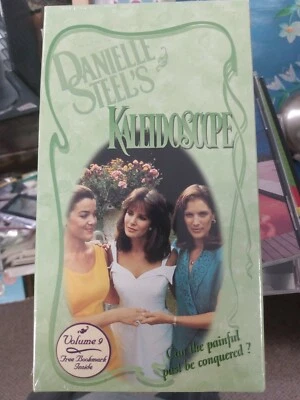 DANIELLE
STEEL'S
KALEIDOSCOPE
Volume 9
Free Bookmark
Inside
Can the painful
past be conquered?